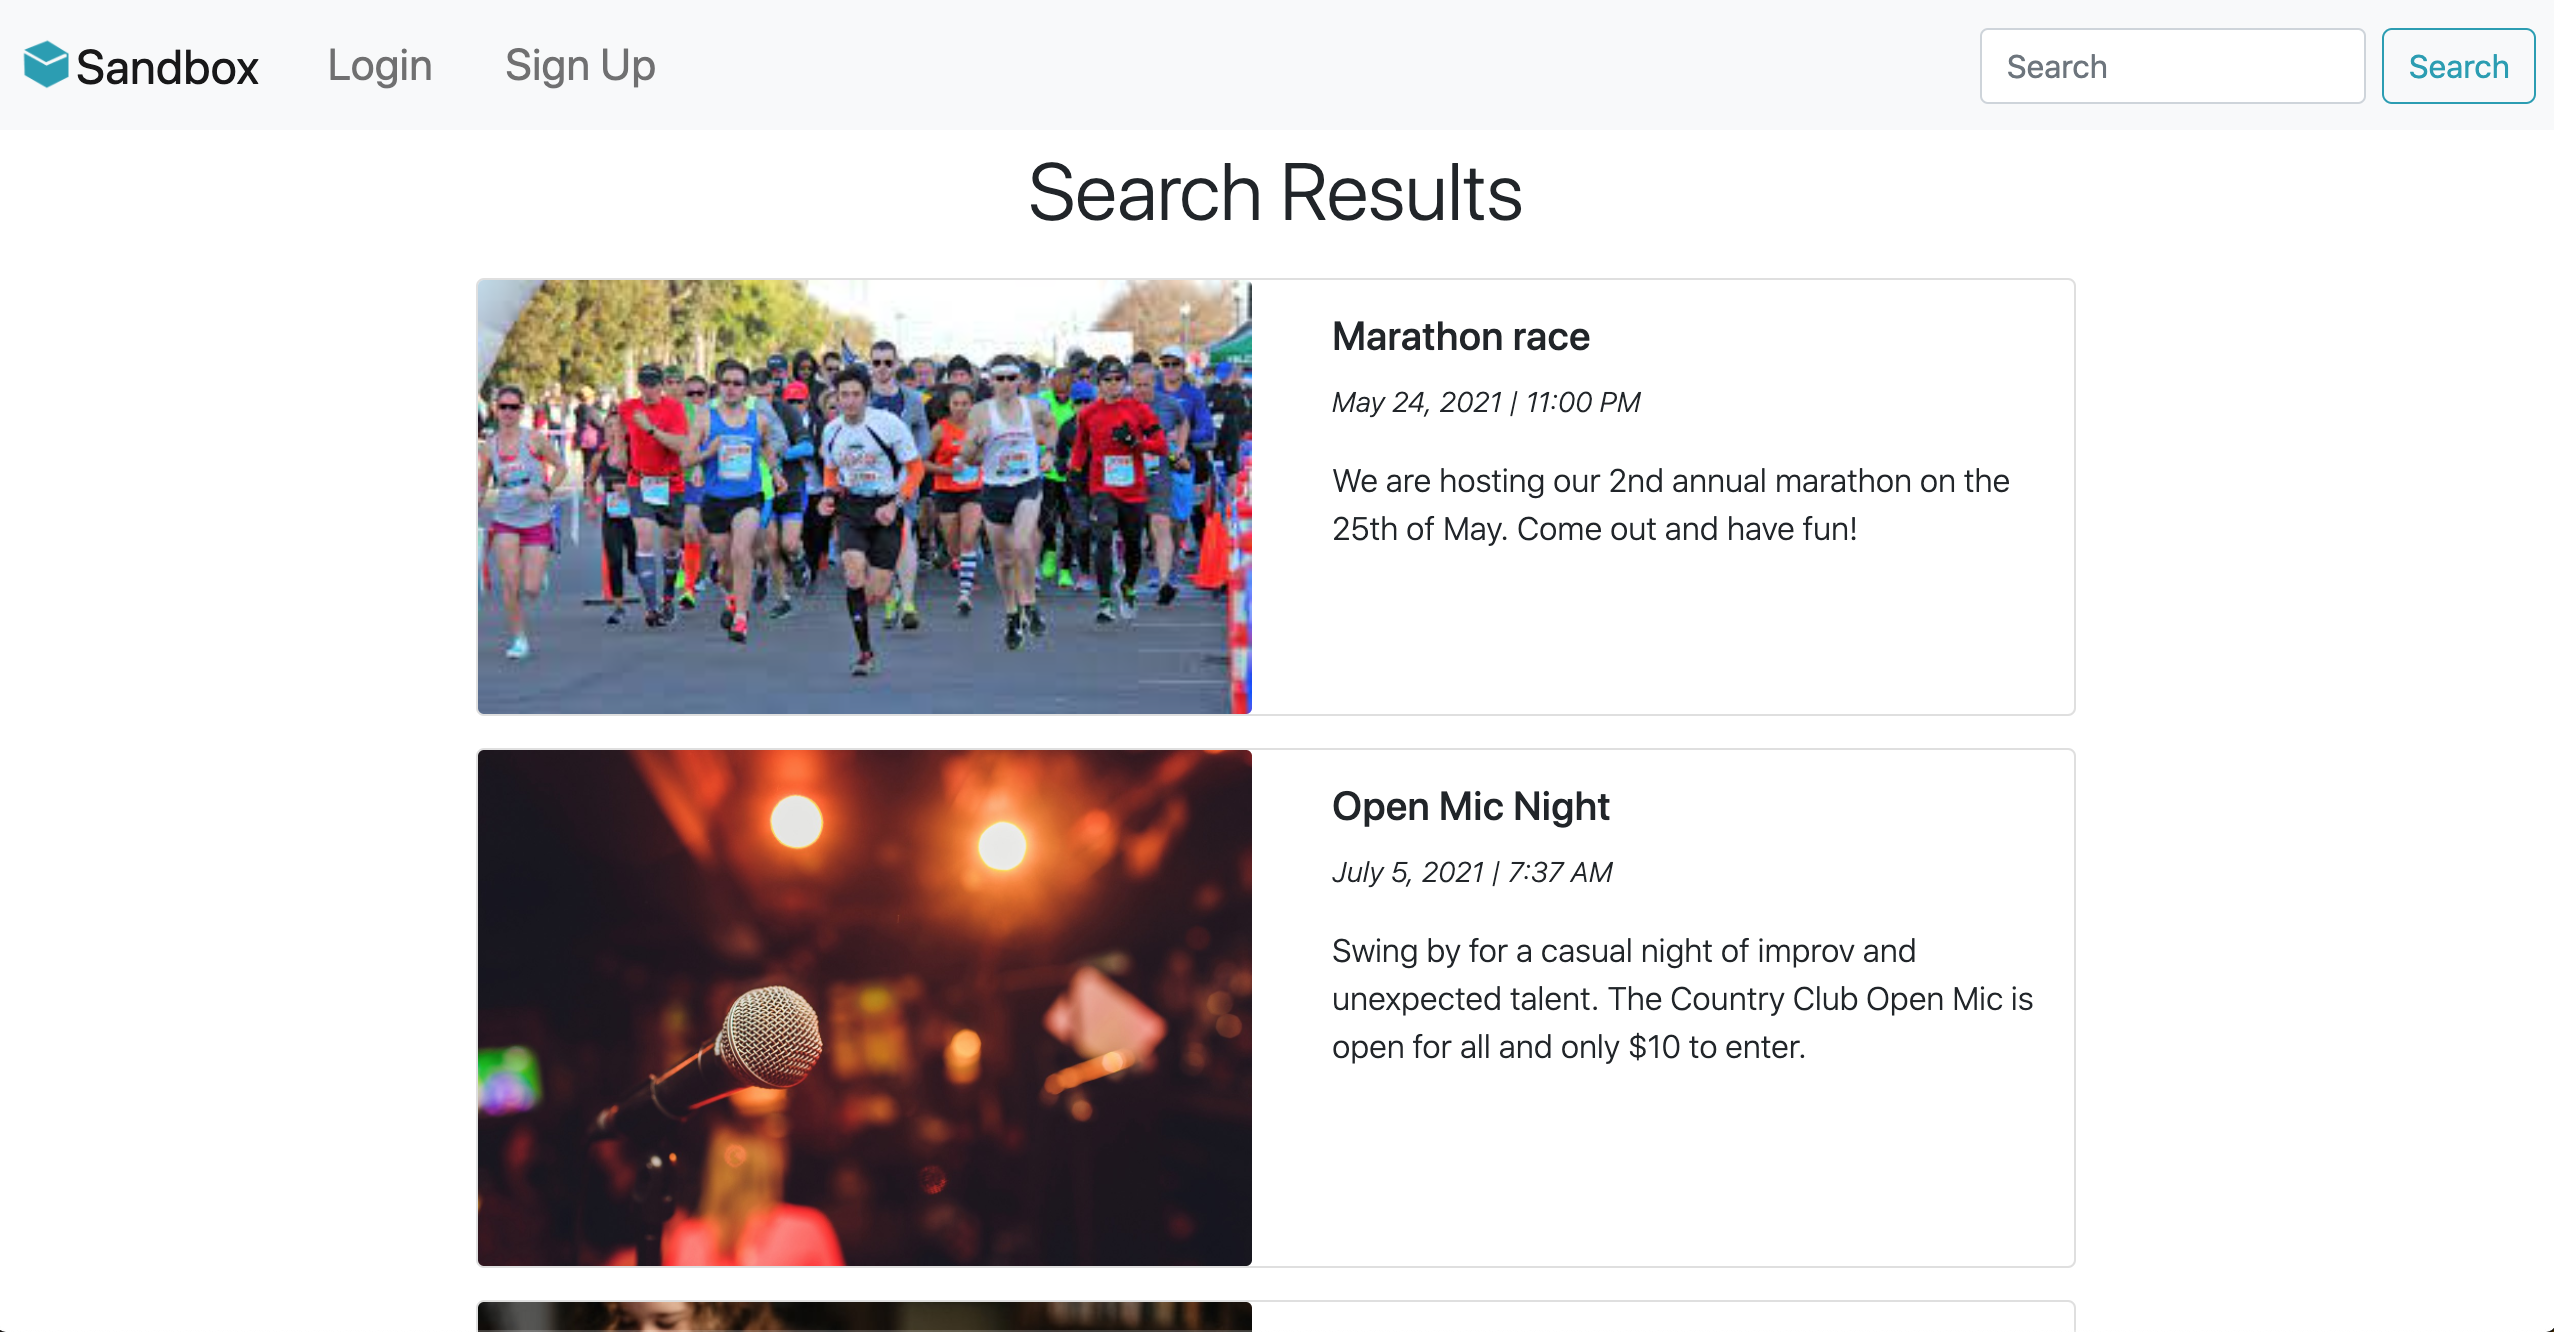 Sandbox
Login
Sign Up
Search
Search
Search Results
Marathon race
May 24, 2021 | 11:00 PM
We are hosting our 2nd annual marathon on the
25th of May. Come out and have fun!
Open Mic Night
July 5, 2021 | 7:37 AM
Swing by for a casual night of improv and
unexpected talent. The Country Club Open Mic is
open for all and only $10 to enter.